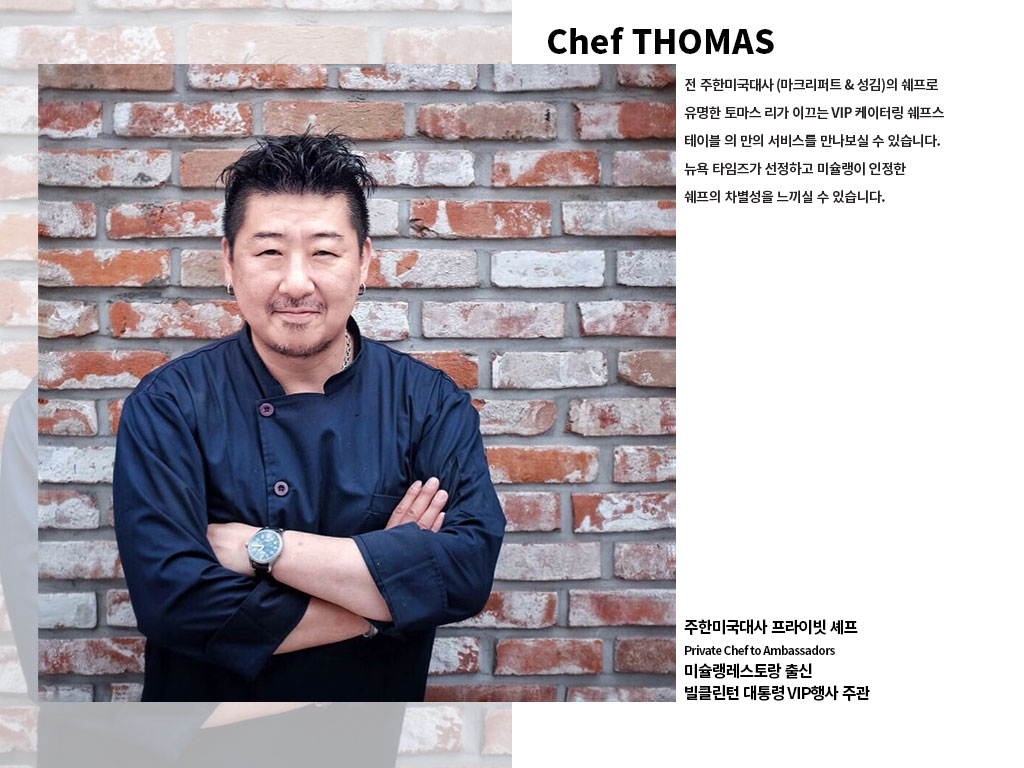 Chef THOMAS
전 주한미국대사 (마크리퍼트 & 성김)의 쉐프로
유명한 토마스 리가 이끄는 VIP 케이터링 쉐프스
테이블 의 만의 서비스를 만나보실 수 있습니다.
뉴욕 타임즈가 선정하고 미슐랭이 인정한
쉐프의 차별성을 느끼실 수 있습니다.
주한미국대사 프라이빗 셰프
Private Chef to Ambassadors
미슐랭레스토랑 출신
빌클린턴 대통령 VIP행사 주관